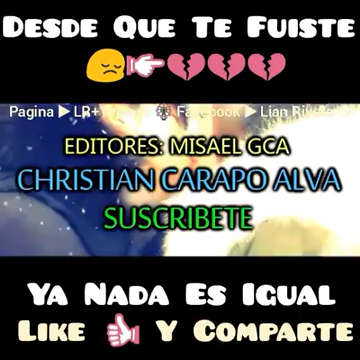 Desde Que Te Fuiste
😔👉💔💔💔
Pagina ▶ LR+ Facebook ▶ Lian
EDITORES: MISAEL GCA
CHRISTIAN CARAPO ALVA
SUSCRIBETE
Ya Nada Es Igual
Like 👍 Y Comparte